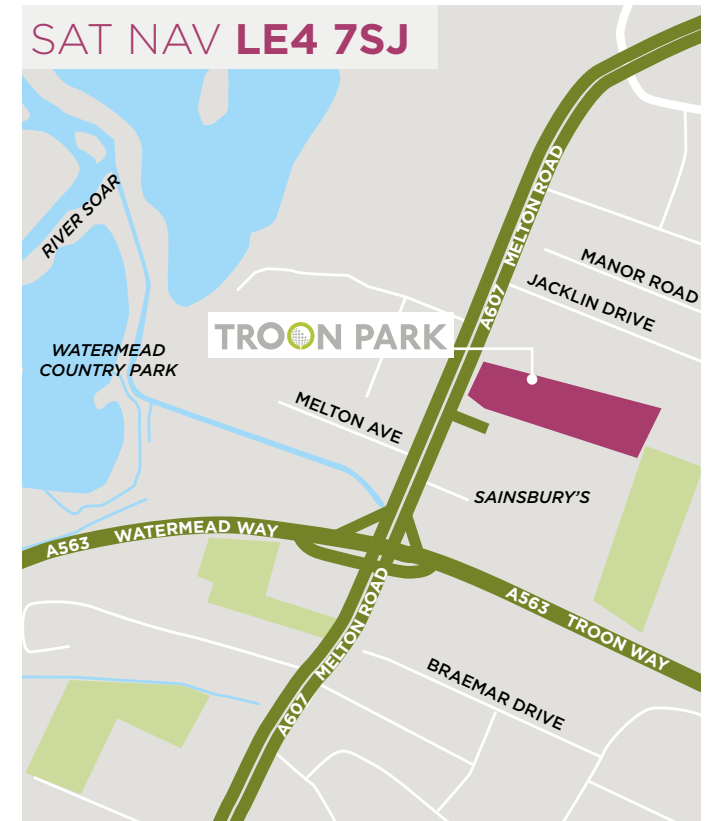 SAT NAV LE4 7SJ
RIVER SOAR
A607 MELTON ROAD
MANOR ROAD
JACKLIN DRIVE
TROON PARK
WATERMEAD
COUNTRY PARK
MELTON AVE
SAINSBURY'S
A563 WATERMEAD WAY
A563 TROON WAY
A607 MELTON ROAD
BRAEMAR DRIVE